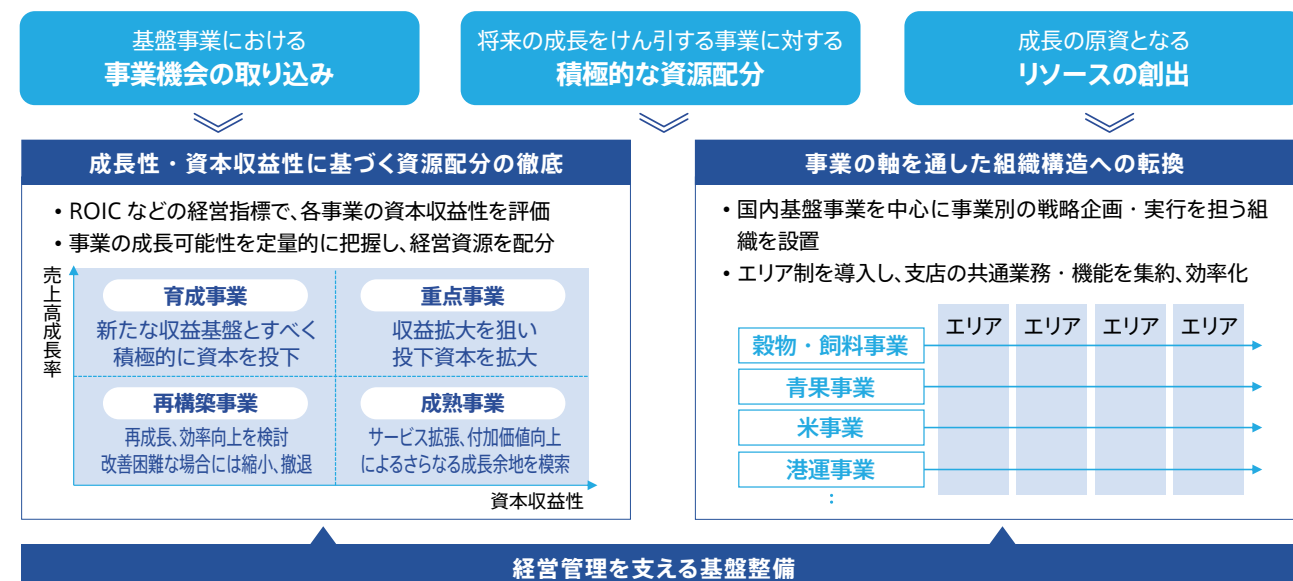 基盤事業における
事業機会の取り込み
将来の成長をけん引する事業に対する
積極的な資源配分
成長の原資となる
リソースの創出
成長性・資本収益性に基づく資源配分の徹底
• ROIC などの経営指標で、各事業の資本収益性を評価
• 事業の成長可能性を定量的に把握し、経営資源を配分
売上高成長率
育成事業
新たな収益基盤とすべく
積極的に資本を投下
重点事業
収益拡大を狙い
投下資本を拡大
再構築事業
再成長、効率向上を検討
改善困難な場合には縮小、撤退
成熟事業
サービス拡張、付加価値向上
によるさらなる成長余地を模索
資本収益性
事業の軸を通した組織構造への転換
• 国内基盤事業を中心に事業別の戦略企画・実行を担う組
織を設置
• エリア制を導入し、支店の共通業務・機能を集約、効率化
エリア エリア エリア エリア
穀物・飼料事業
青果事業
米事業
港運事業
：
経営管理を支える基盤整備